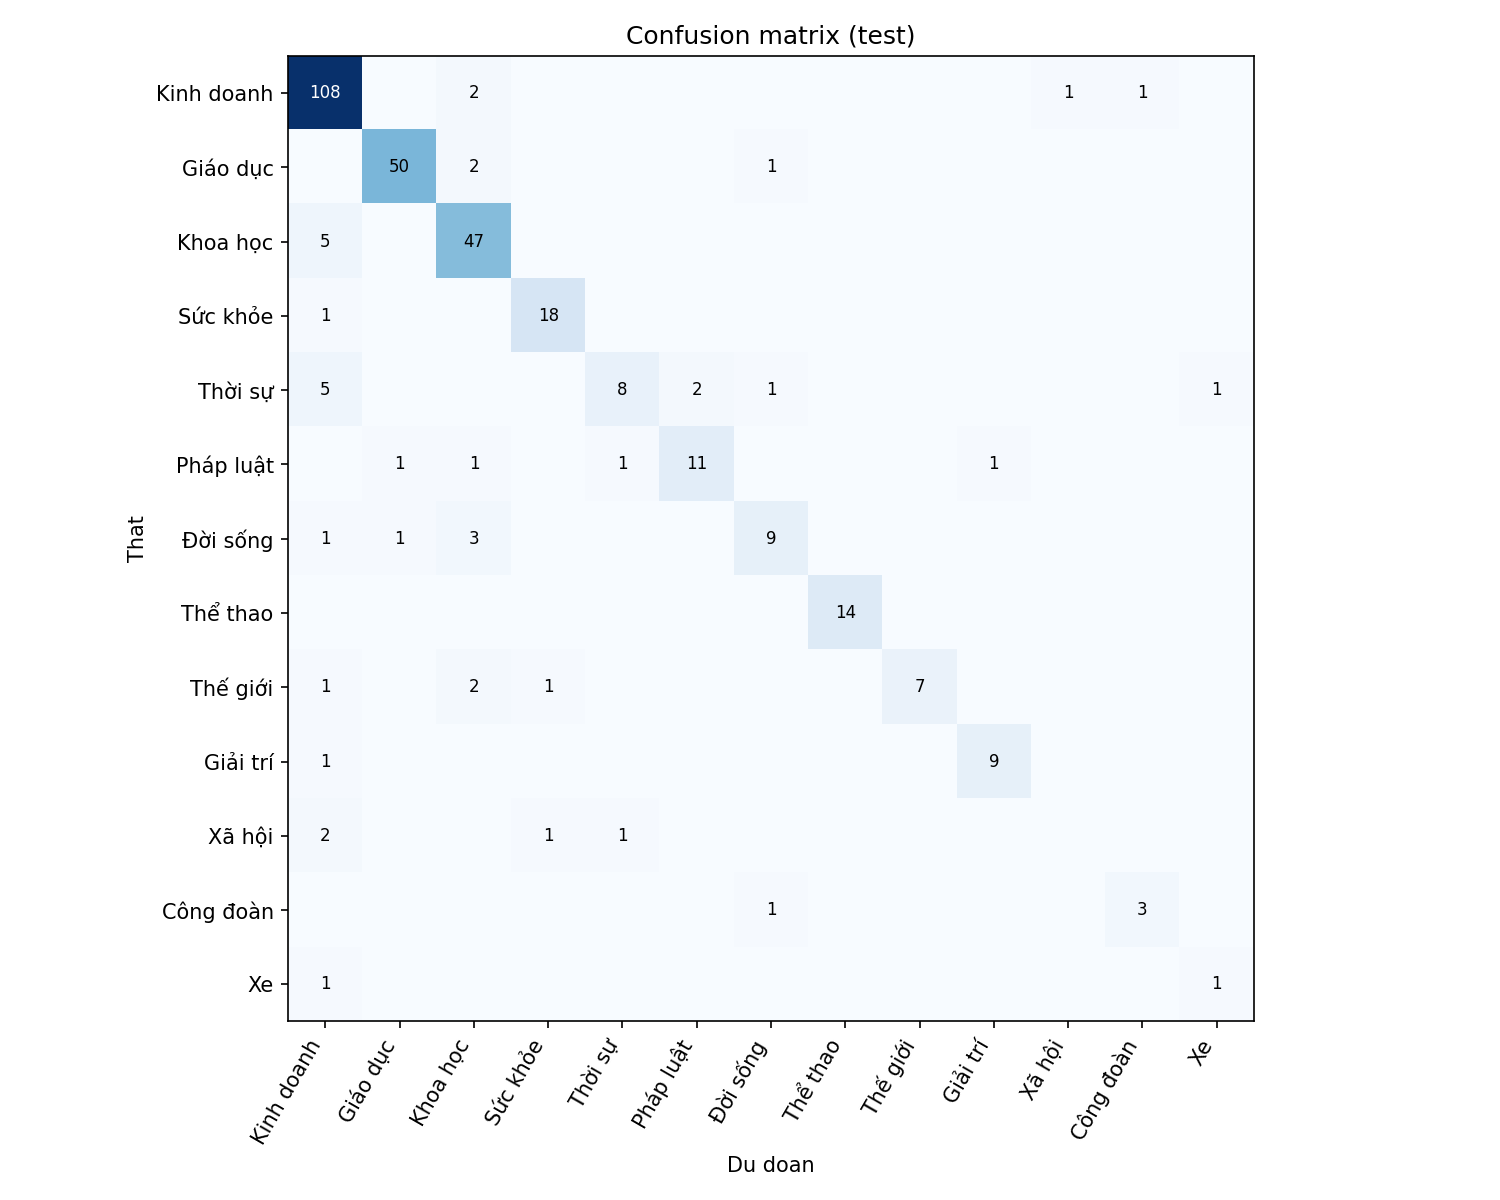 Confusion matrix (test)
Kinh doanh 108 2 1 1
Giáo dục 50 2 1
Khoa học 5 47
Sức khỏe 1 18
Thời sự 5 8 2 1 1
Pháp luật 1 1 1 11 1
Đời sống 1 1 3 9
Thể thao 14
Thế giới 1 2 1 7
Giải trí 1 9
Xã hội 2 1 1
Công đoàn 1 3
Xe 1 1
That
Kinh doanh Giáo dục Khoa học Sức khỏe Thời sự Pháp luật Đời sống Thể thao Thế giới Giải trí Xã hội Công đoàn Xe
Du doan